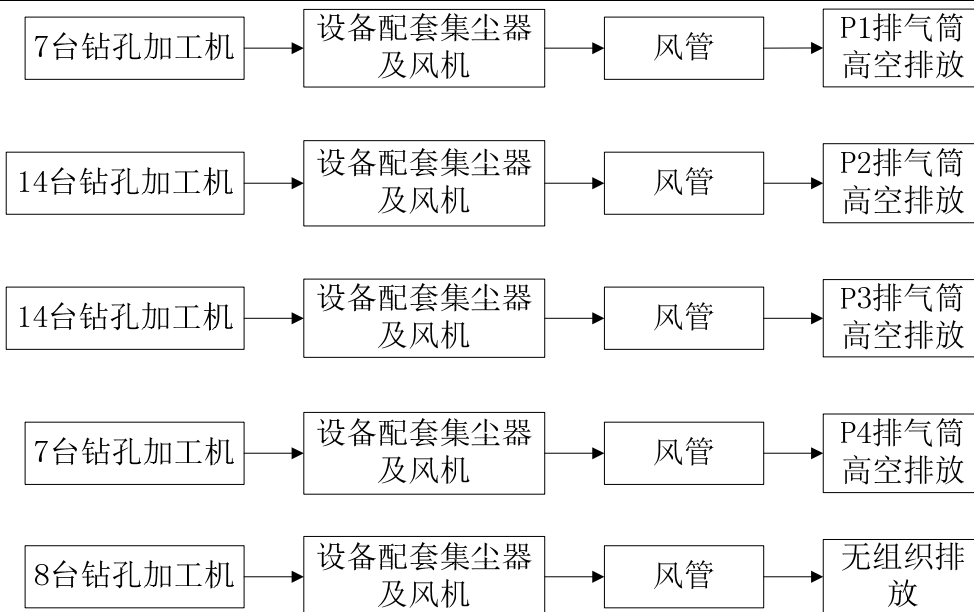 7台钻孔加工机
设备配套集尘器
及风机
风管
P1排气筒
高空排放
14台钻孔加工机
设备配套集尘器
及风机
风管
P2排气筒
高空排放
14台钻孔加工机
设备配套集尘器
及风机
风管
P3排气筒
高空排放
7台钻孔加工机
设备配套集尘器
及风机
风管
P4排气筒
高空排放
8台钻孔加工机
设备配套集尘器
及风机
风管
无组织排
放